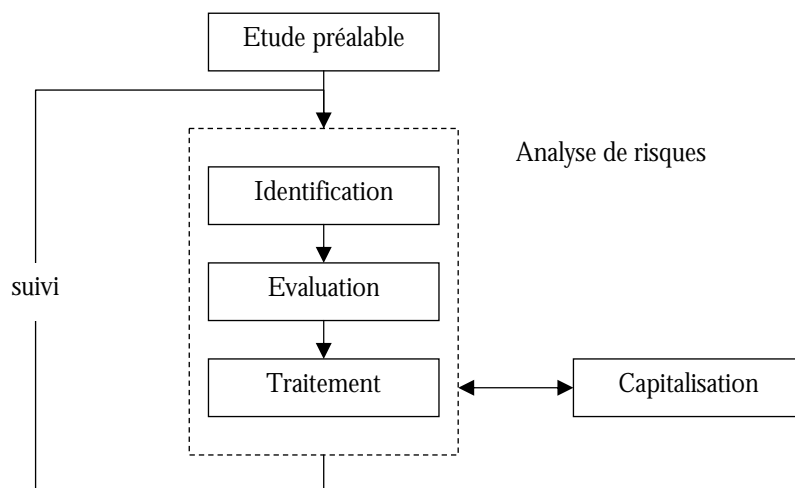 Etude préalable
Analyse de risques
Identification
suivi
Evaluation
Traitement
Capitalisation